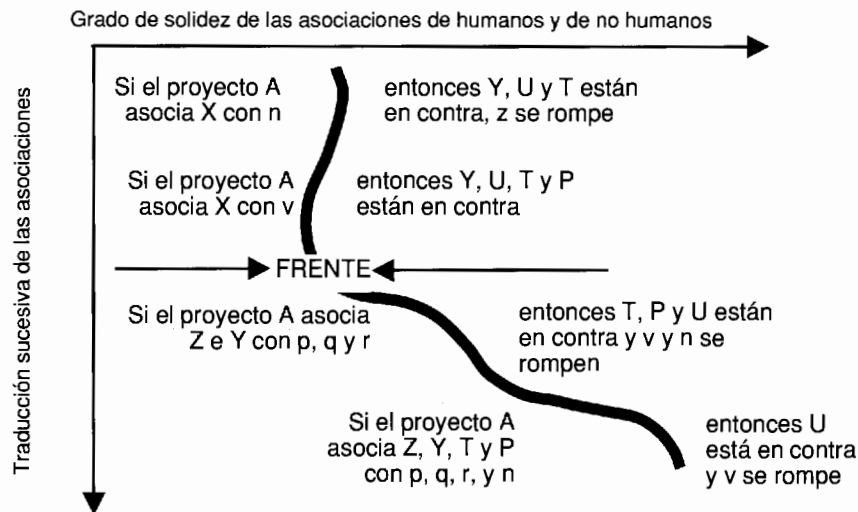 Grado de solidez de las asociaciones de humanos y de no humanos
Traducción sucesiva de las asociaciones
Si el proyecto A
asocia X con n
entonces Y, U y T están
en contra, z se rompe
Si el proyecto A
asocia X con v
entonces Y, U, T y P
están en contra
FRENTE
Si el proyecto A asocia
Z e Y con p, q y r
entonces T, P y U están
en contra y v y n se
rompen
Si el proyecto A
asocia Z, Y, T y P
con p, q, r, y n
entonces U
está en contra
y v se rompe